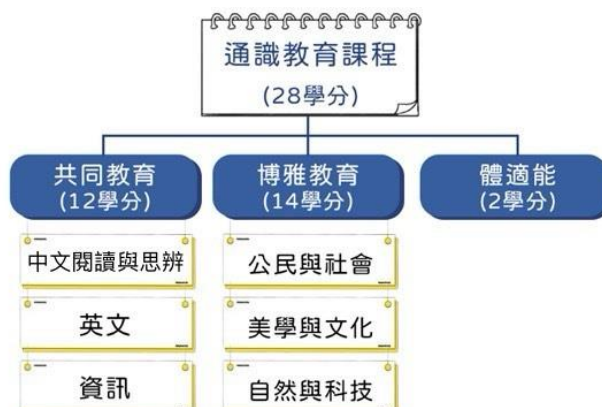 通識教育課程
(28學分)
共同教育
(12學分)
博雅教育
(14學分)
體適能
(2學分)
中文閱讀與思辨
公民與社會
英文
美學與文化
資訊
自然與科技